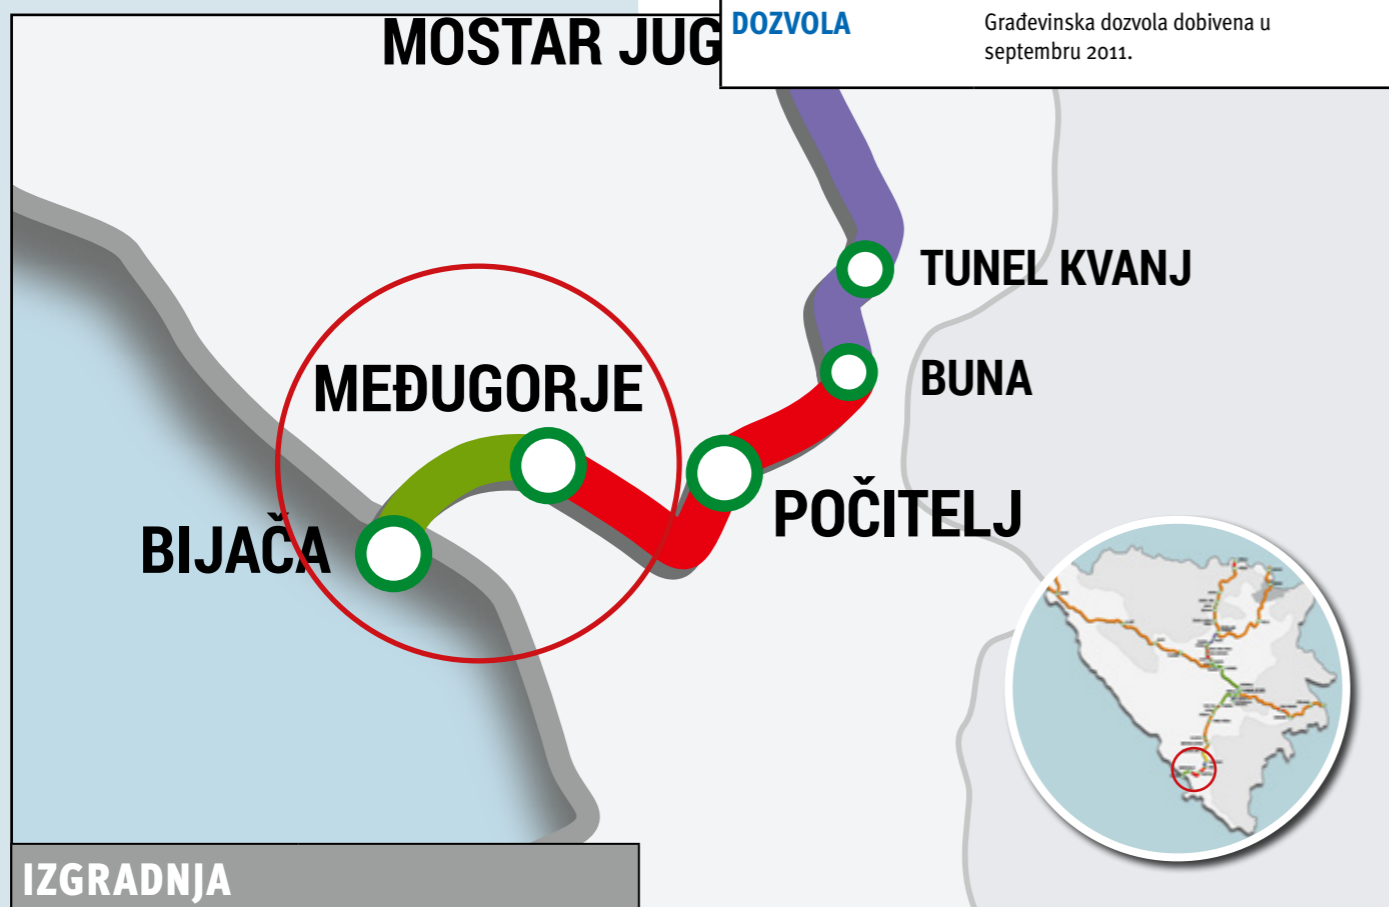 MOSTAR JUG
DOZVOLA
Građevinska dozvola dobivena u
septembru 2011.
TUNEL KVANJ
MEĐUGORJE
BUNA
POČITELJ
BIJAČA
IZGRADNJA